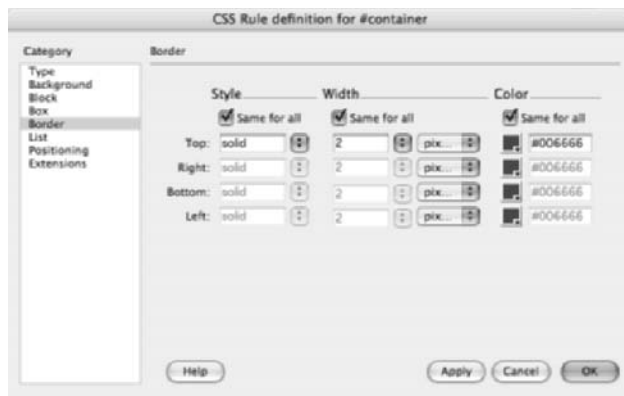 CSS Rule definition for #container
Category
Type
Background
Block
Box
Border
List
Positioning
Extensions
Border
Style Width Color
Same for all Same for all Same for all
Top: solid 2 pix... #006666
Right: solid 2 pix... #006666
Bottom: solid 2 pix... #006666
Left: solid 2 pix... #006666
Help Apply Cancel OK